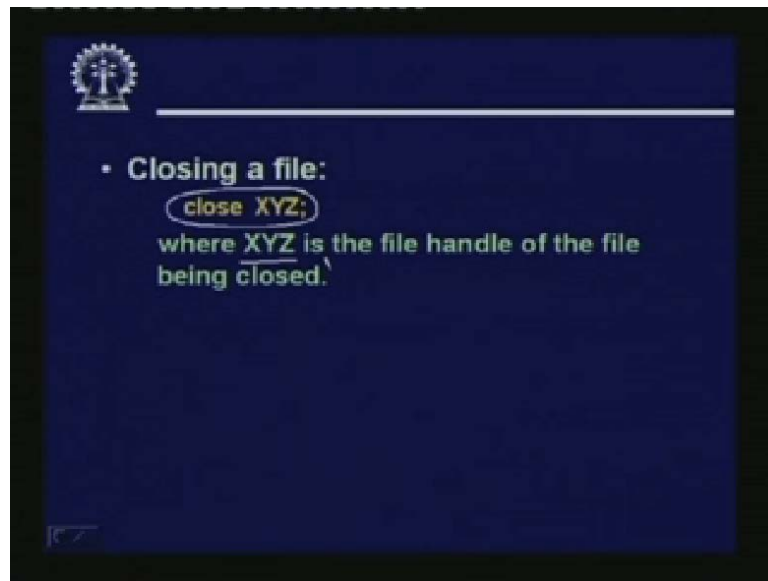 • Closing a file:
close XYZ;
where XYZ is the file handle of the file
being closed.